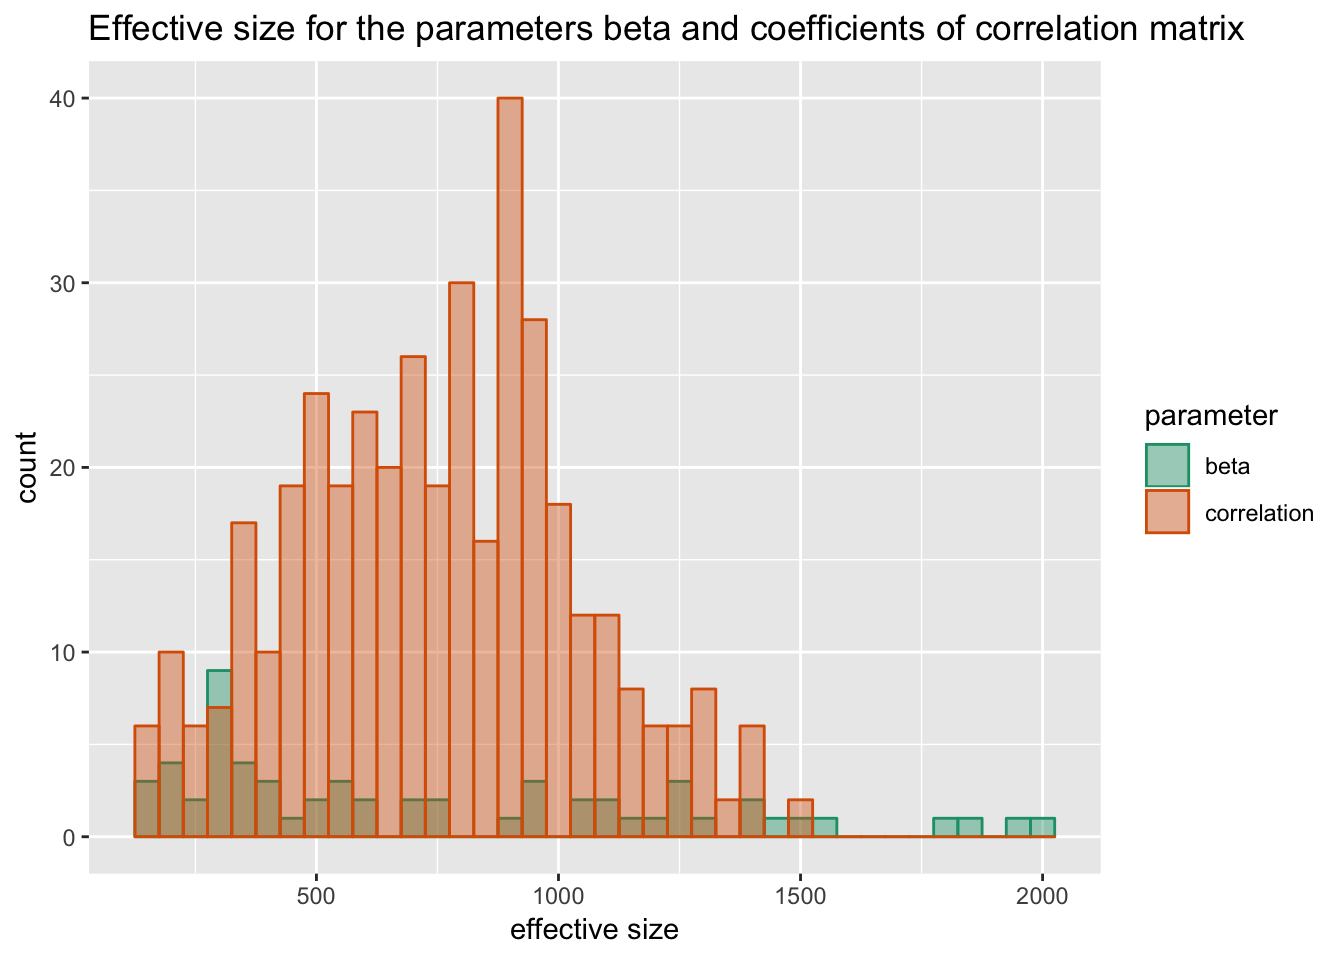 Effective size for the parameters beta and coefficients of correlation matrix
40
30
20
10
0
count
500
1000
1500
2000
effective size
parameter
beta
correlation